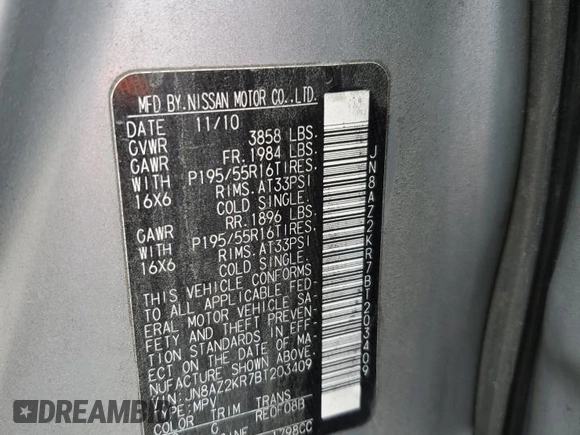 MFD BY.NISSAN MOTOR CO.,LTD.
DATE 11/10
GVWR 3858 LBS.
GAWR FR.1984 LBS.
WITH P195/55R16TIRES.
16X6 RIMS.AT33PSI
COLD SINGLE.
GAWR RR.1896 LBS.
WITH P195/55R16TIRES.
16X6 RIMS.AT33PSI
COLD SINGLE.
THIS VEHICLE CONFORMS
TO ALL APPLICABLE FED-
ERAL MOTOR VEHICLE SA-
FETY AND THEFT PREVEN-
TION STANDARDS IN EFF-
ECT ON THE DATE OF MA-
NUFACTURE SHOWN ABOVE.
VIN:JN8AZ2KR7BT203409
TYPE:MPV
COLOR TRIM TRANS
G RE0F08B
1798CC
JN8AZ2KR7BT203409
DREAMBID